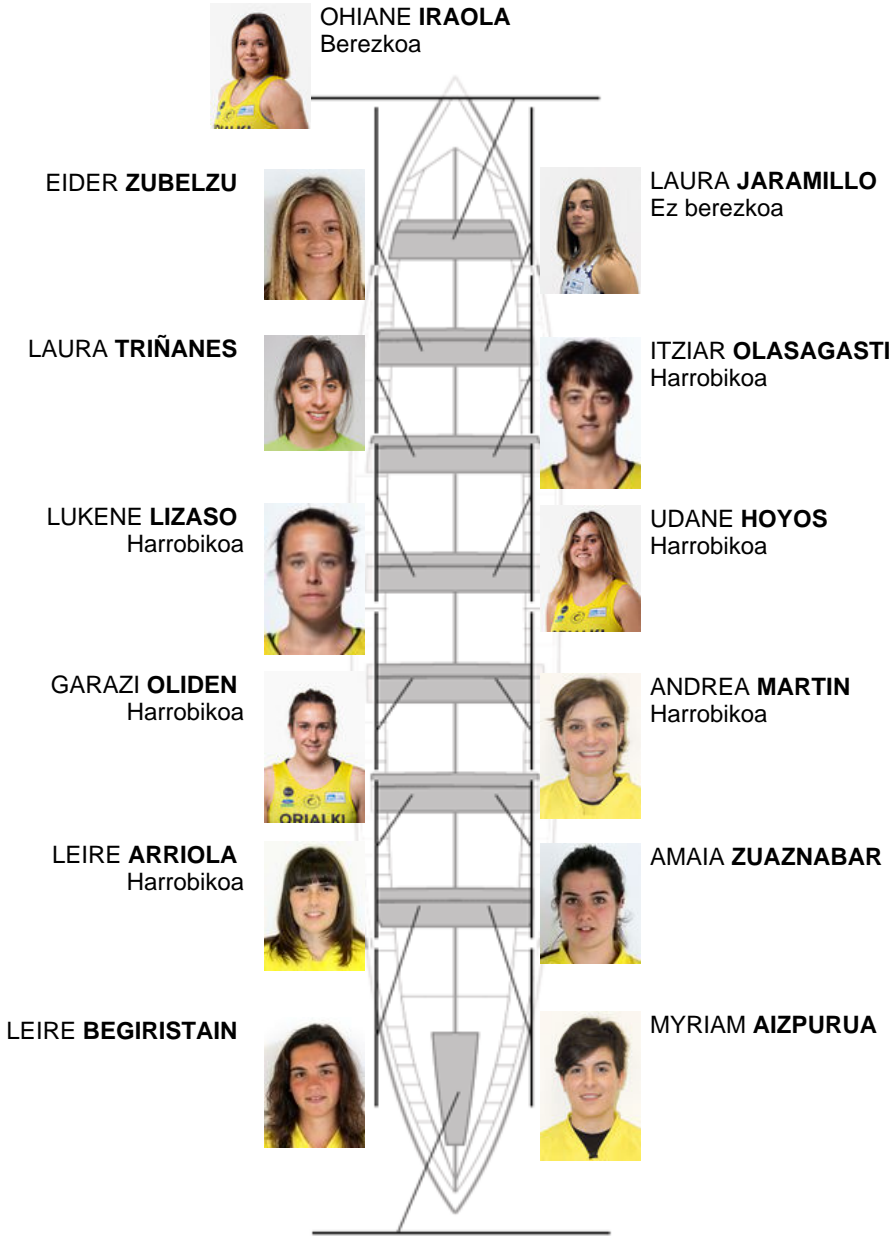 OHIANE IRAOLA
Berezkoa
EIDER ZUBELZU
LAURA JARAMILLO
Ez berezkoa
LAURA TRIÑANES
ITZIAR OLASAGASTI
Harrobikoa
LUKENE LIZASO
Harrobikoa
UDANE HOYOS
Harrobikoa
GARAZI OLIDEN
Harrobikoa
ANDREA MARTIN
Harrobikoa
ORIALKI
LEIRE ARRIOLA
Harrobikoa
AMAIA ZUAZNABAR
LEIRE BEGIRISTAIN
MYRIAM AIZPURUA